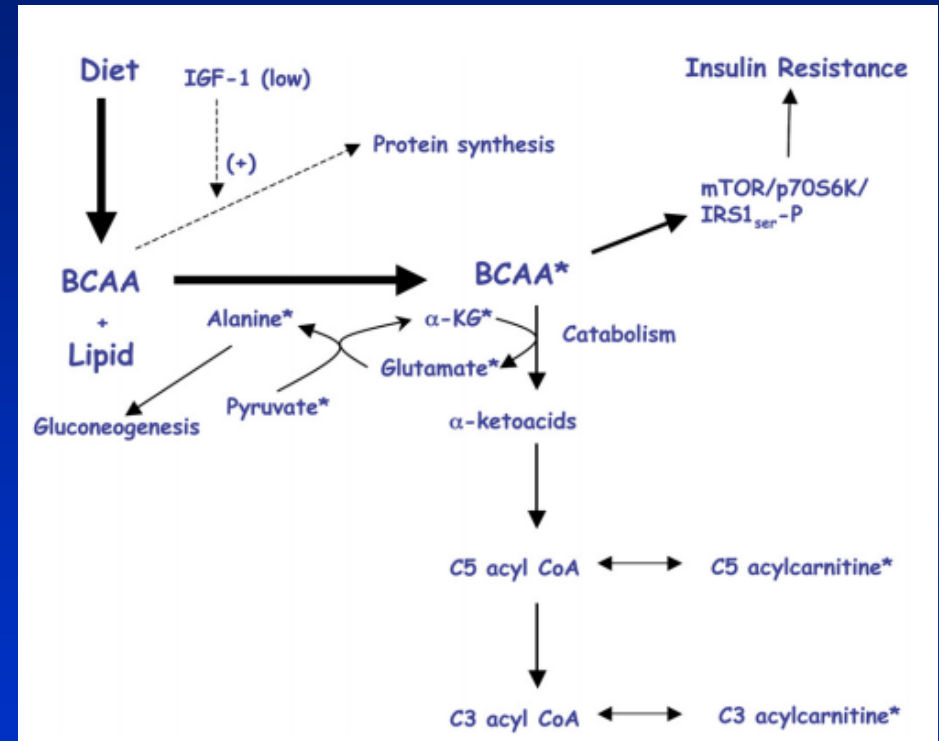 Diet
IGF-1 (low)
Insulin Resistance
(+)
Protein synthesis
mTOR/p70S6K/
IRS1ser-P
BCAA
BCAA*
+
Alanine*
α-KG*
Catabolism
Lipid
Glutamate*
Pyruvate*
Gluconeogenesis
α-ketoacids
C5 acyl CoA
C5 acylcarnitine*
C3 acyl CoA
C3 acylcarnitine*